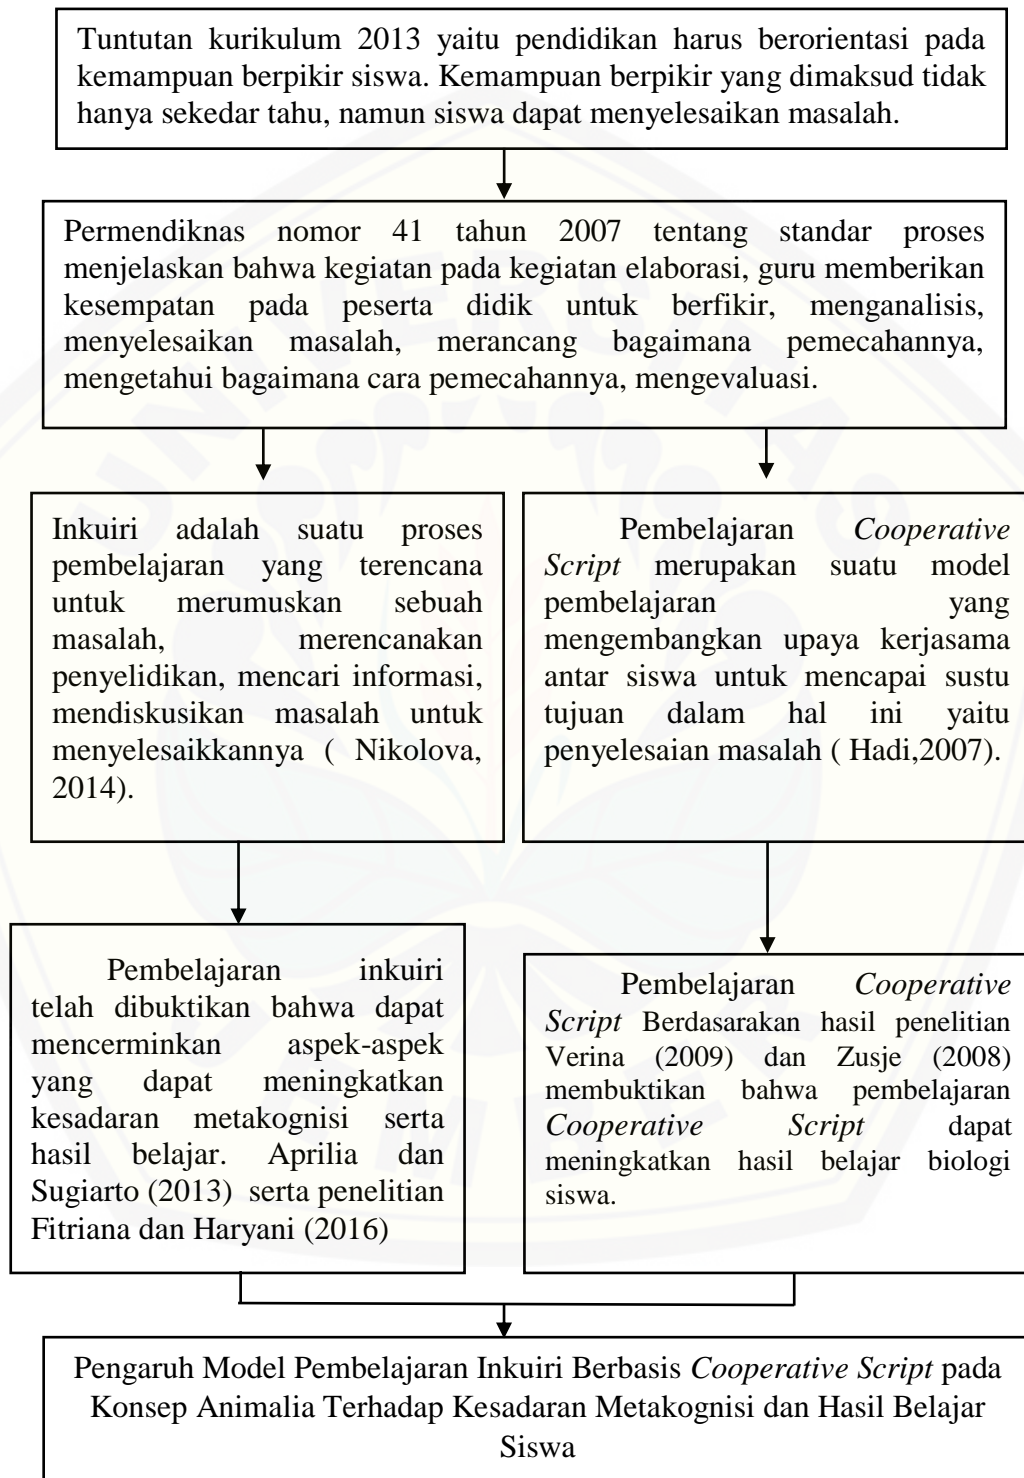 Tuntutan kurikulum 2013 yaitu pendidikan harus berorientasi pada
kemampuan berpikir siswa. Kemampuan berpikir yang dimaksud tidak
hanya sekedar tahu, namun siswa dapat menyelesaikan masalah.
Permendiknas nomor 41 tahun 2007 tentang standar proses
menjelaskan bahwa kegiatan pada kegiatan elaborasi, guru memberikan
kesempatan pada peserta didik untuk berfikir, menganalisis,
menyelesaikan masalah, merancang bagaimana pemecahannya,
mengetahui bagaimana cara pemecahannya, mengevaluasi.
Inkuiri adalah suatu proses
pembelajaran yang terencana
untuk merumuskan sebuah
masalah, merencanakan
penyelidikan, mencari informasi,
mendiskusikan masalah untuk
menyelesaikkannya ( Nikolova,
2014).
Pembelajaran Cooperative
Script merupakan suatu model
pembelajaran yang
mengembangkan upaya kerjasama
antar siswa untuk mencapai sustu
tujuan dalam hal ini yaitu
penyelesaian masalah ( Hadi,2007).
Pembelajaran inkuiri
telah dibuktikan bahwa dapat
mencerminkan aspek-aspek
yang dapat meningkatkan
kesadaran metakognisi serta
hasil belajar. Aprilia dan
Sugiarto (2013) serta penelitian
Fitriana dan Haryani (2016)
Pembelajaran Cooperative
Script Berdasarakan hasil penelitian
Verina (2009) dan Zusje (2008)
membuktikan bahwa pembelajaran
Cooperative Script dapat
meningkatkan hasil belajar biologi
siswa.
Pengaruh Model Pembelajaran Inkuiri Berbasis Cooperative Script pada
Konsep Animalia Terhadap Kesadaran Metakognisi dan Hasil Belajar
Siswa
UNIVERSITAS
JEMBER